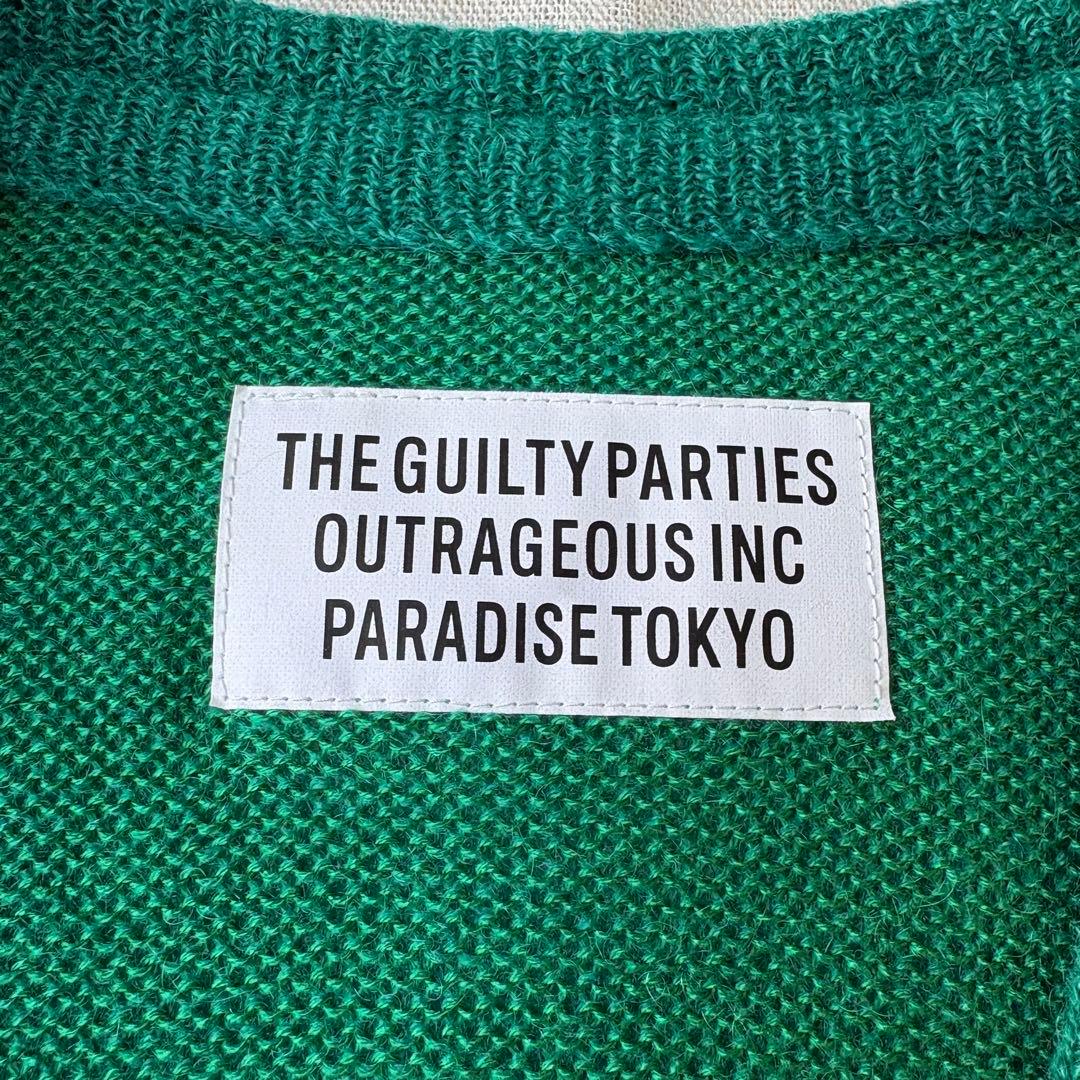 THE GUILTY PARTIES
OUTRAGEOUS INC
PARADISE TOKYO